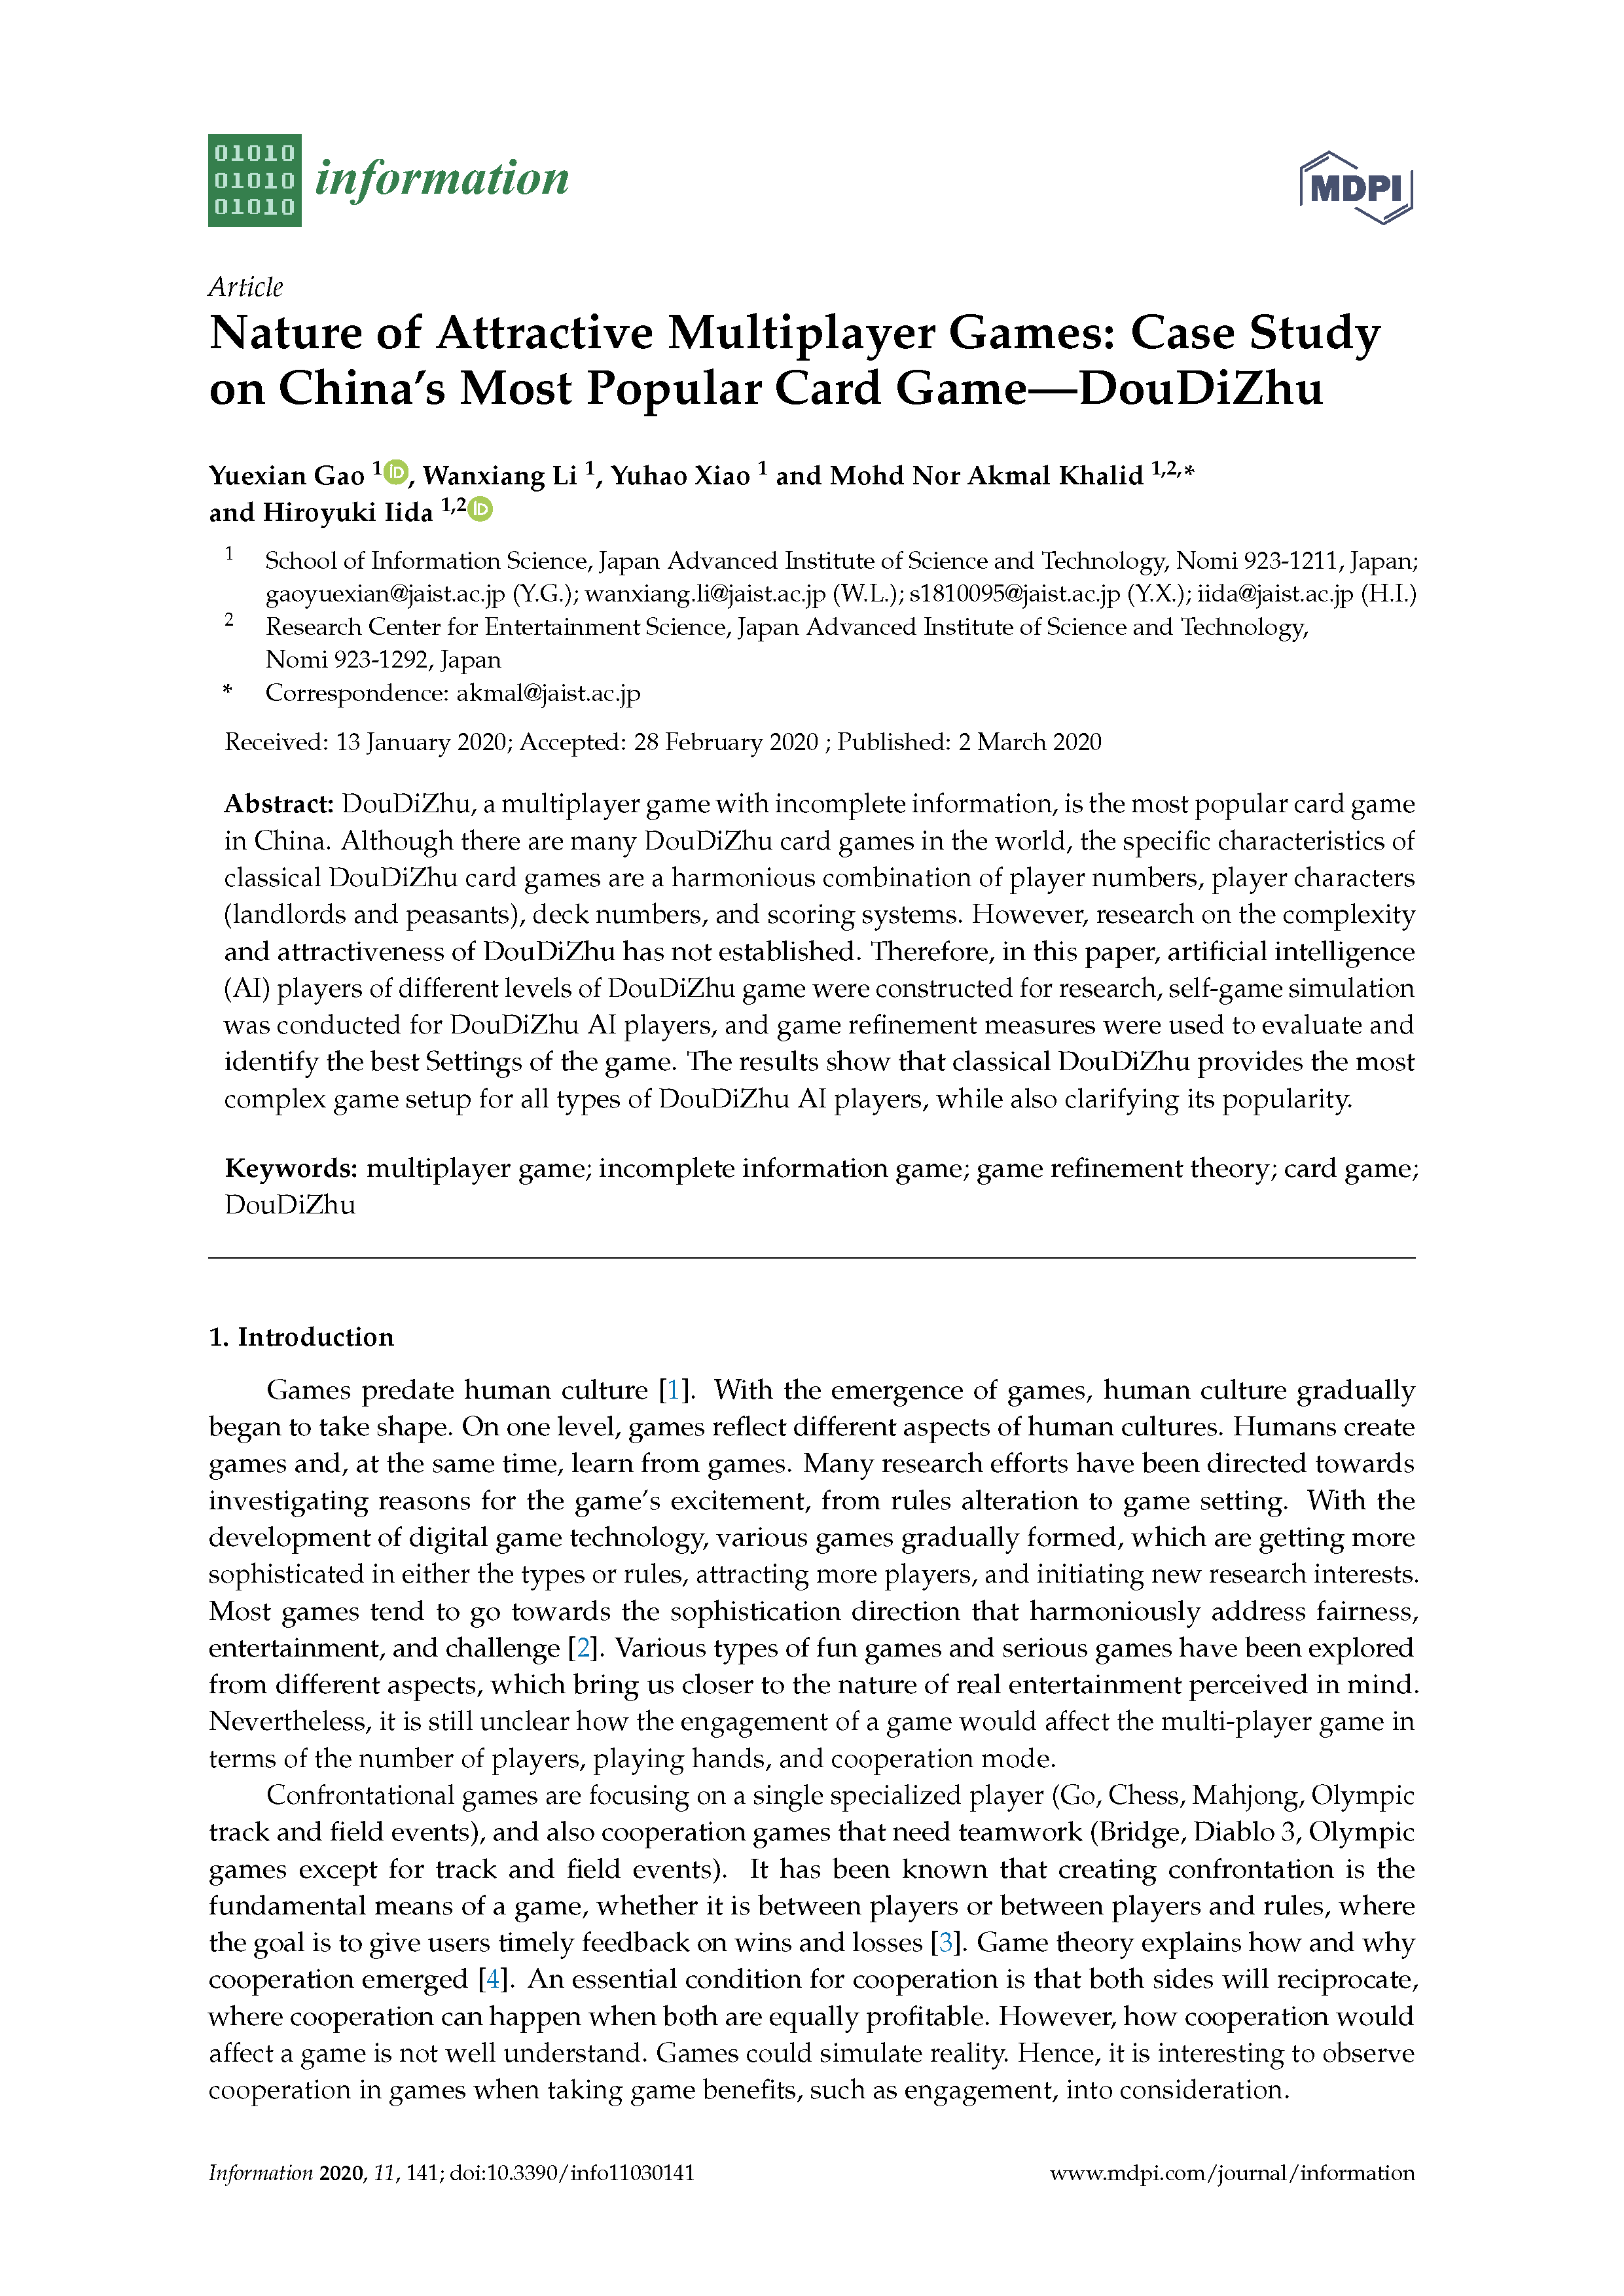 01010
01010
01010
information
MDPI
Article
Nature of Attractive Multiplayer Games: Case Study
on China's Most Popular Card Game—DouDiZhu
Yuexian Gao 1 iD, Wanxiang Li 1, Yuhao Xiao 1 and Mohd Nor Akmal Khalid 1,2,*
and Hiroyuki Iida 1,2 iD
1 School of Information Science, Japan Advanced Institute of Science and Technology, Nomi 923-1211, Japan;
gaoyuexian@jaist.ac.jp (Y.G.); wanxiang.li@jaist.ac.jp (W.L.); s1810095@jaist.ac.jp (Y.X.); iida@jaist.ac.jp (H.I.)
2 Research Center for Entertainment Science, Japan Advanced Institute of Science and Technology,
Nomi 923-1292, Japan
* Correspondence: akmal@jaist.ac.jp
Received: 13 January 2020; Accepted: 28 February 2020 ; Published: 2 March 2020
Abstract: DouDiZhu, a multiplayer game with incomplete information, is the most popular card game
in China. Although there are many DouDiZhu card games in the world, the specific characteristics of
classical DouDiZhu card games are a harmonious combination of player numbers, player characters
(landlords and peasants), deck numbers, and scoring systems. However, research on the complexity
and attractiveness of DouDiZhu has not established. Therefore, in this paper, artificial intelligence
(AI) players of different levels of DouDiZhu game were constructed for research, self-game simulation
was conducted for DouDiZhu AI players, and game refinement measures were used to evaluate and
identify the best Settings of the game. The results show that classical DouDiZhu provides the most
complex game setup for all types of DouDiZhu AI players, while also clarifying its popularity.
Keywords: multiplayer game; incomplete information game; game refinement theory; card game;
DouDiZhu
1. Introduction
Games predate human culture [1]. With the emergence of games, human culture gradually
began to take shape. On one level, games reflect different aspects of human cultures. Humans create
games and, at the same time, learn from games. Many research efforts have been directed towards
investigating reasons for the game's excitement, from rules alteration to game setting. With the
development of digital game technology, various games gradually formed, which are getting more
sophisticated in either the types or rules, attracting more players, and initiating new research interests.
Most games tend to go towards the sophistication direction that harmoniously address fairness,
entertainment, and challenge [2]. Various types of fun games and serious games have been explored
from different aspects, which bring us closer to the nature of real entertainment perceived in mind.
Nevertheless, it is still unclear how the engagement of a game would affect the multi-player game in
terms of the number of players, playing hands, and cooperation mode.
Confrontational games are focusing on a single specialized player (Go, Chess, Mahjong, Olympic
track and field events), and also cooperation games that need teamwork (Bridge, Diablo 3, Olympic
games except for track and field events). It has been known that creating confrontation is the
fundamental means of a game, whether it is between players or between players and rules, where
the goal is to give users timely feedback on wins and losses [3]. Game theory explains how and why
cooperation emerged [4]. An essential condition for cooperation is that both sides will reciprocate,
where cooperation can happen when both are equally profitable. However, how cooperation would
affect a game is not well understand. Games could simulate reality. Hence, it is interesting to observe
cooperation in games when taking game benefits, such as engagement, into consideration.
Information 2020, 11, 141; doi:10.3390/info11030141
www.mdpi.com/journal/information